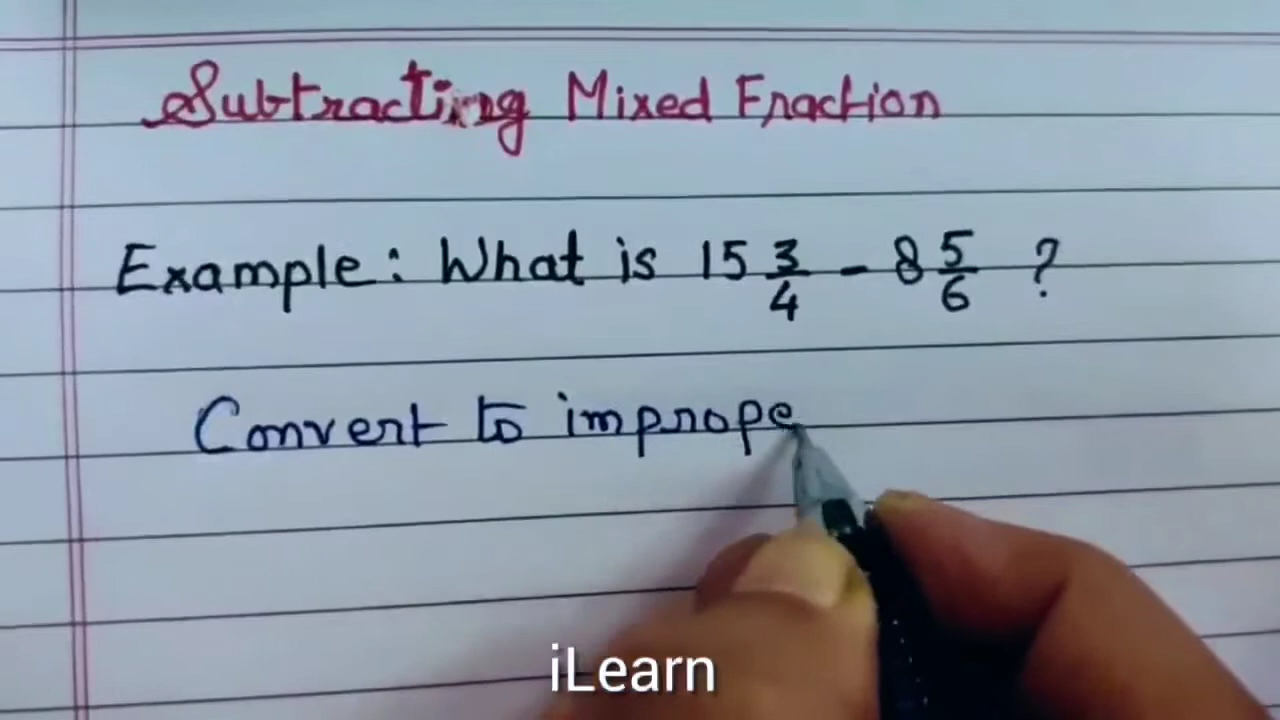 Subtracting Mixed Fraction
Example: What is 15 3/4 - 8 5/6 ?
Convert to imprope
iLearn